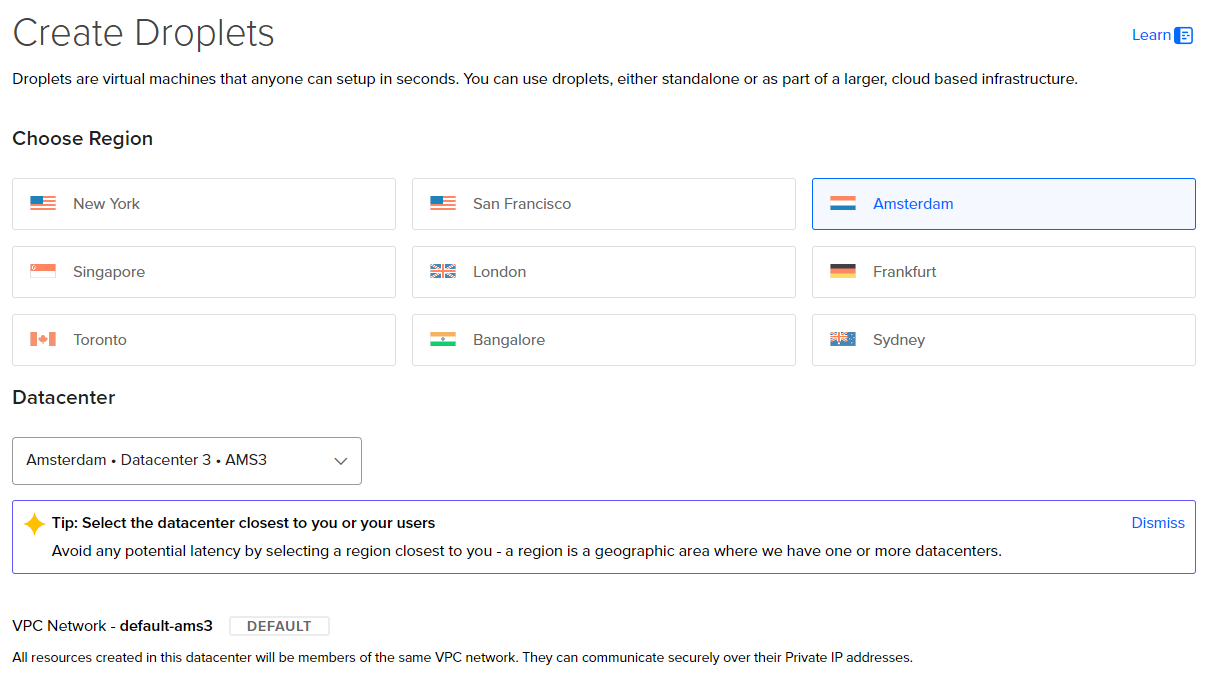 Create Droplets
Learn
Droplets are virtual machines that anyone can setup in seconds. You can use droplets, either standalone or as part of a larger, cloud based infrastructure.
Choose Region
New York
San Francisco
Amsterdam
Singapore
London
Frankfurt
Toronto
Bangalore
Sydney
Datacenter
Amsterdam • Datacenter 3 • AMS3
Tip: Select the datacenter closest to you or your users
Dismiss
Avoid any potential latency by selecting a region closest to you - a region is a geographic area where we have one or more datacenters.
VPC Network - default-ams3 DEFAULT
All resources created in this datacenter will be members of the same VPC network. They can communicate securely over their Private IP addresses.